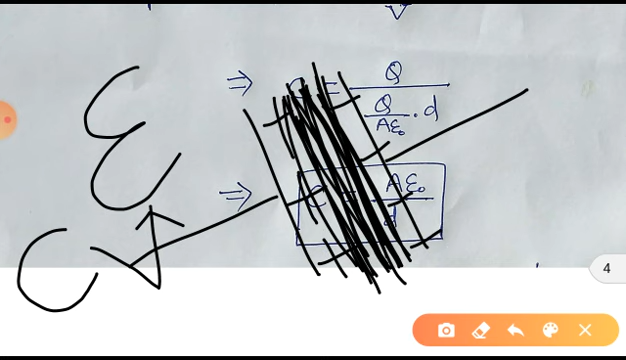 ε
⇒ C = Q / (Q/Aε₀ · d)
⇒ C Aε₀ / d
C
4